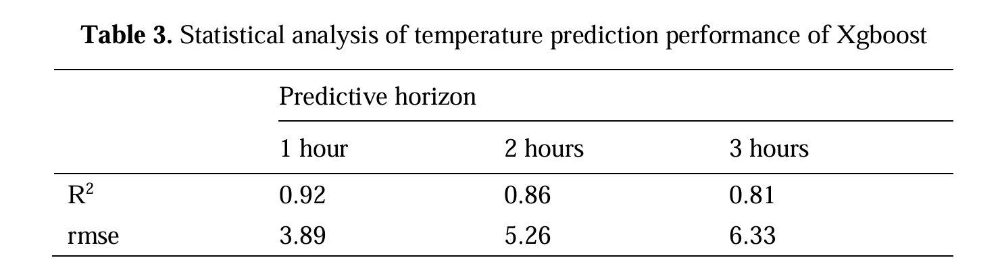 Table 3. Statistical analysis of temperature prediction performance of Xgboost
Predictive horizon
1 hour 2 hours 3 hours
R² 0.92 0.86 0.81
rmse 3.89 5.26 6.33